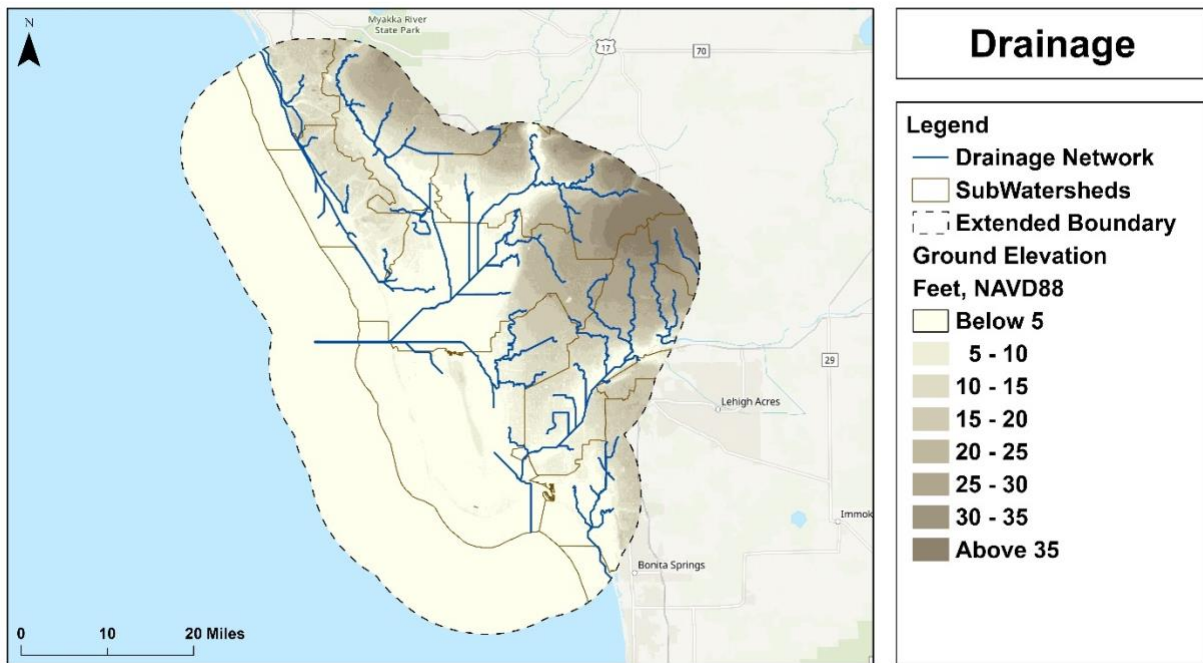 N
Myakka River
State Park
17
70
29
Lehigh Acres
Immok
Bonita Springs
0 10 20 Miles
Drainage
Legend
Drainage Network
SubWatersheds
Extended Boundary
Ground Elevation
Feet, NAVD88
Below 5
5 - 10
10 - 15
15 - 20
20 - 25
25 - 30
30 - 35
Above 35